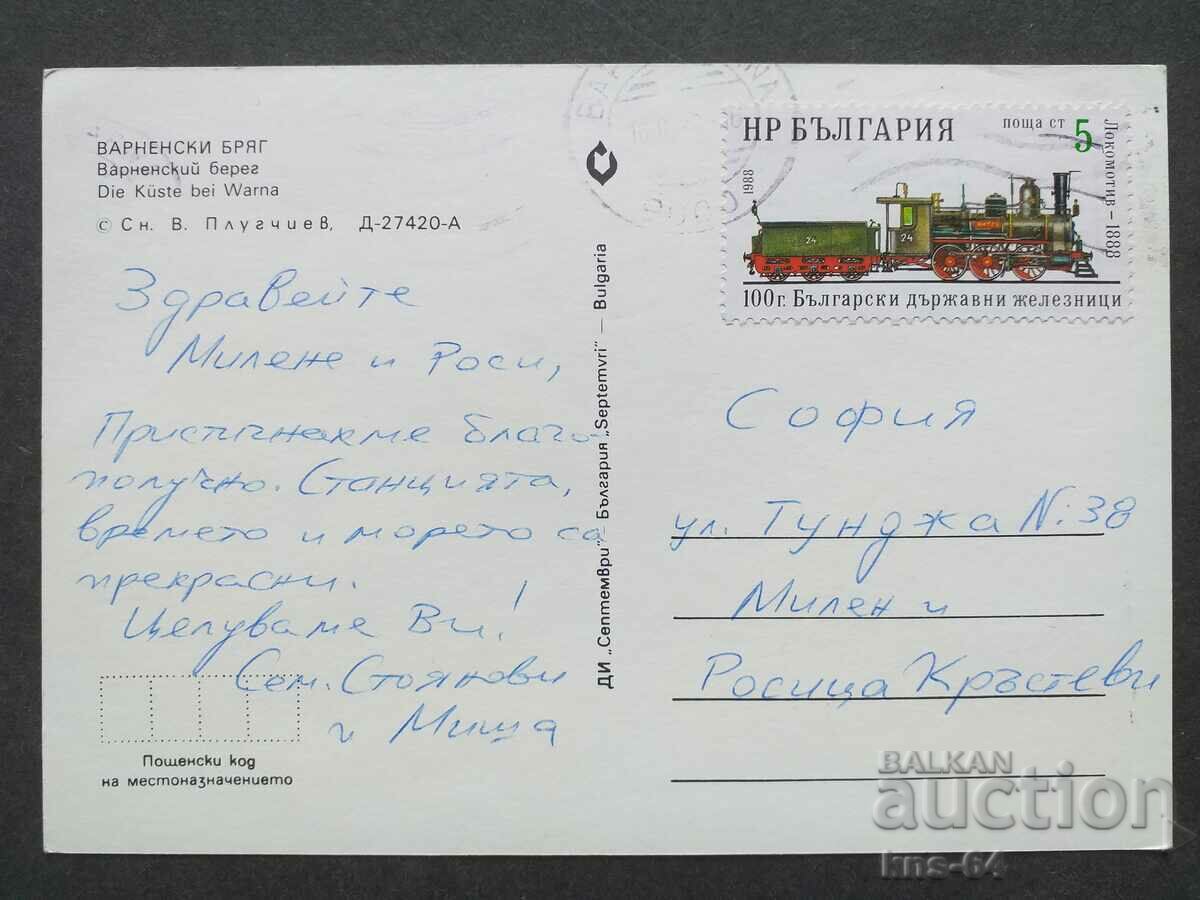 ВАРНЕНСКИ БРЯГ
Варненский берег
Die Küste bei Warna
© Сн. В. Плугчиев, Д-27420-А
Здравейте
Милене и Роси,
Пристигнахме благо-
получно. Станцията,
времето и морето са
прекрасни.
Целуваме Ви!
Сем. Стоянови
и Миша
Пощенски код
на местоназначението
ДИ „Септември“ — България „Septemvri“ — Bulgaria
НР БЪЛГАРИЯ
поща ст 5
1988
Локомотив - 1888
24
24
100 г. Български държавни железници
София
ул. Тунджа N: 38
Милен и
Росица Кръстеви
BALKAN
auction
kns-64